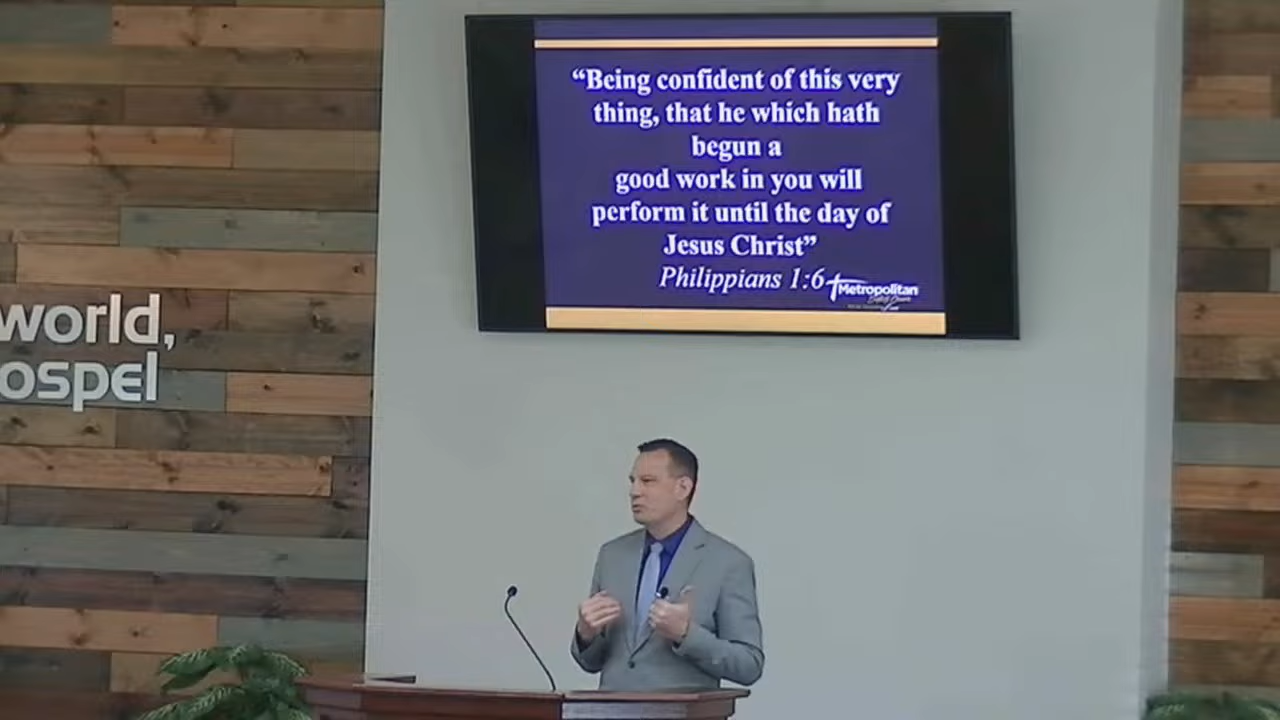 “Being confident of this very
thing, that he which hath
begun a
good work in you will
perform it until the day of
Jesus Christ”
Philippians 1:6
Metropolitan
world,
ospel